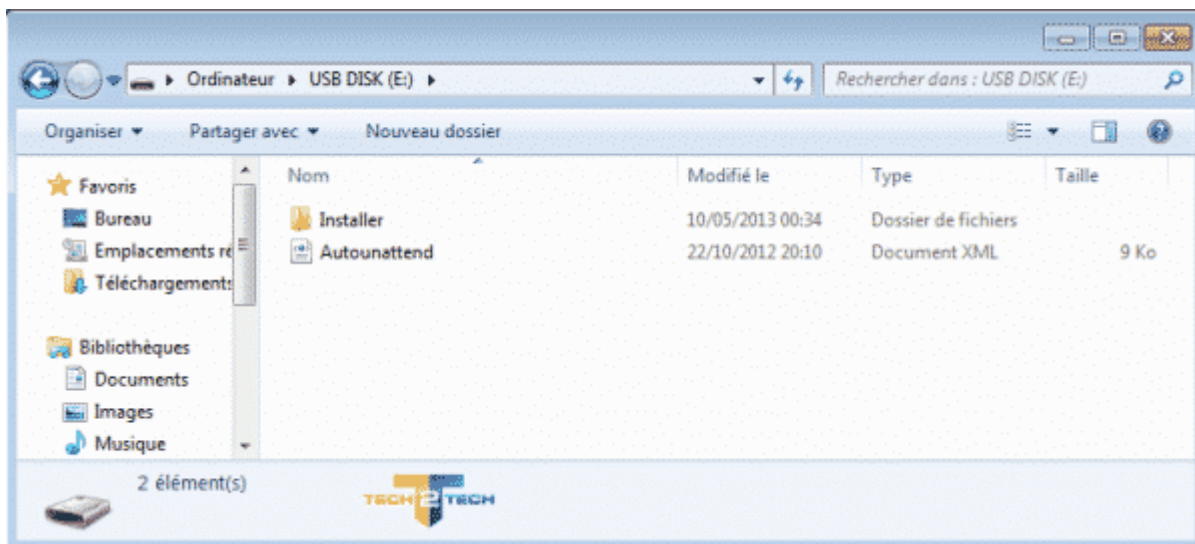 Ordinateur USB DISK (E:) Rechercher dans : USB DISK (E:)
Organiser Partager avec Nouveau dossier
Nom Modifié le Type Taille
Favoris
Bureau
Emplacements ré
Téléchargements
Bibliothèques
Documents
Images
Musique
Installer 10/05/2013 00:34 Dossier de fichiers
Autounattend 22/10/2012 20:10 Document XML 9 Ko
2 élément(s)
TECH 2 TECH